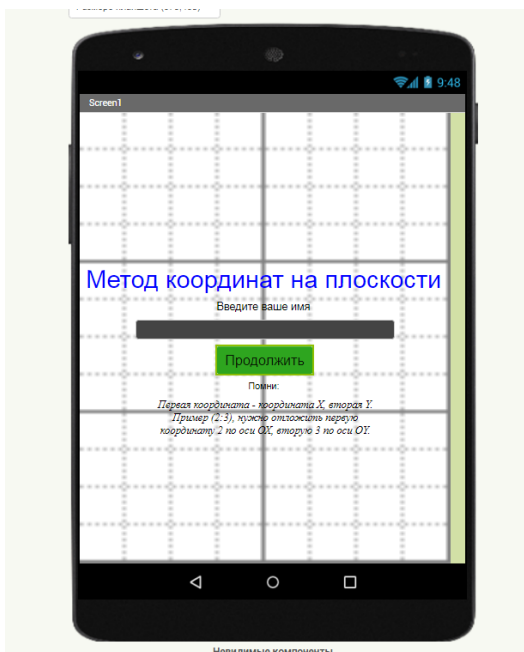 9:48
Screen1
Метод координат на плоскости
Введите ваше имя
Продолжить
Помни:
Первая координата - координата X, вторая Y.
Пример (2:3), нужно отложить первую
координату 2 по оси OX, вторую 3 по оси OY.
Невидимые компоненты